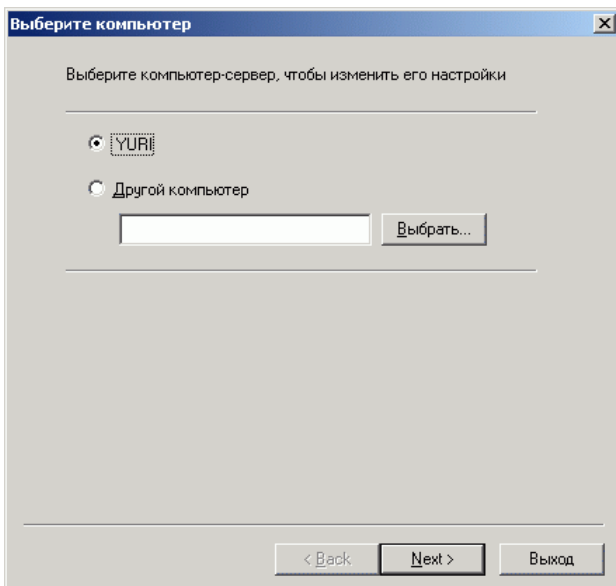 Выберите компьютер
Выберите компьютер-сервер, чтобы изменить его настройки
YURI
Другой компьютер
Выбрать...
< Back Next > Выход